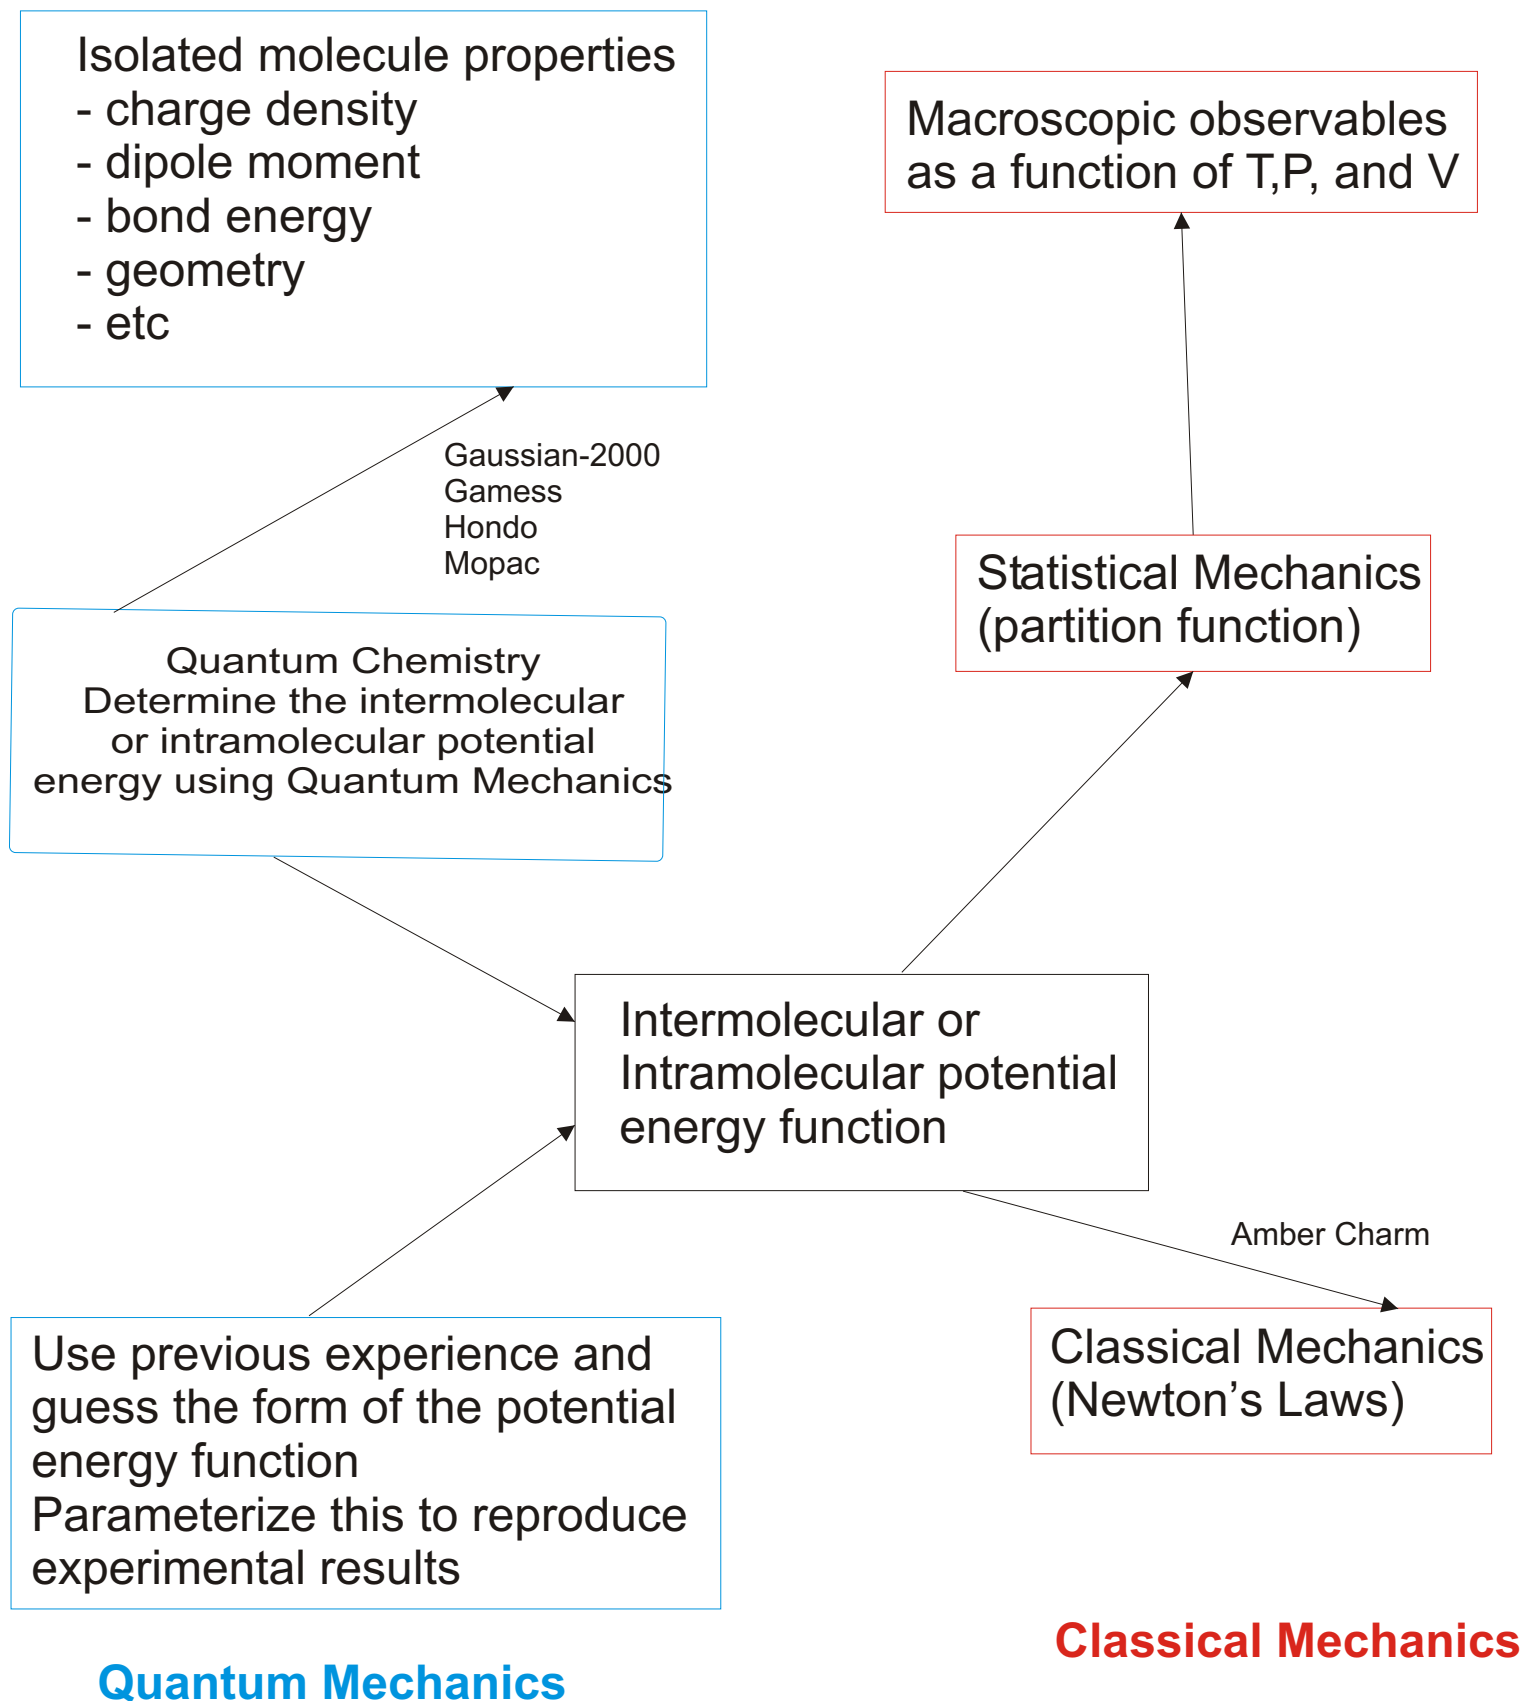 Isolated molecule properties
- charge density
- dipole moment
- bond energy
- geometry
- etc
Macroscopic observables
as a function of T,P, and V
Gaussian-2000
Gamess
Hondo
Mopac
Statistical Mechanics
(partition function)
Quantum Chemistry
Determine the intermolecular
or intramolecular potential
energy using Quantum Mechanics
Intermolecular or
Intramolecular potential
energy function
Amber Charm
Classical Mechanics
(Newton's Laws)
Use previous experience and
guess the form of the potential
energy function
Parameterize this to reproduce
experimental results
Classical Mechanics
Quantum Mechanics